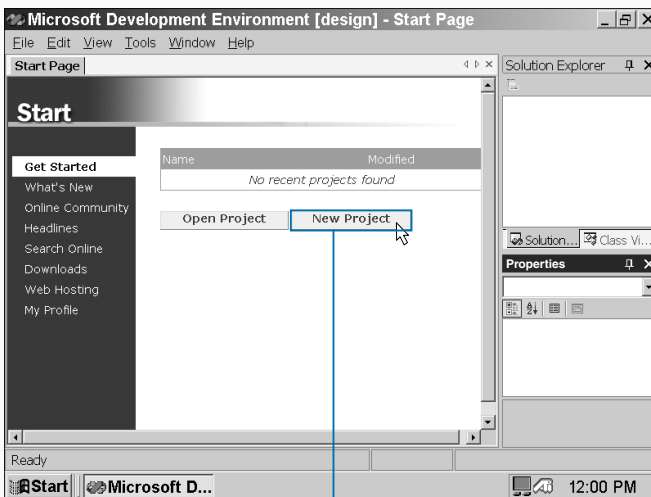 Microsoft Development Environment [design] - Start Page
File Edit View Tools Window Help
Start Page
Solution Explorer
Start
Get Started
What's New
Online Community
Headlines
Search Online
Downloads
Web Hosting
My Profile
Name Modified
No recent projects found
Open Project New Project
Solution... Class Vi...
Properties
Ready
Start Microsoft D... 12:00 PM